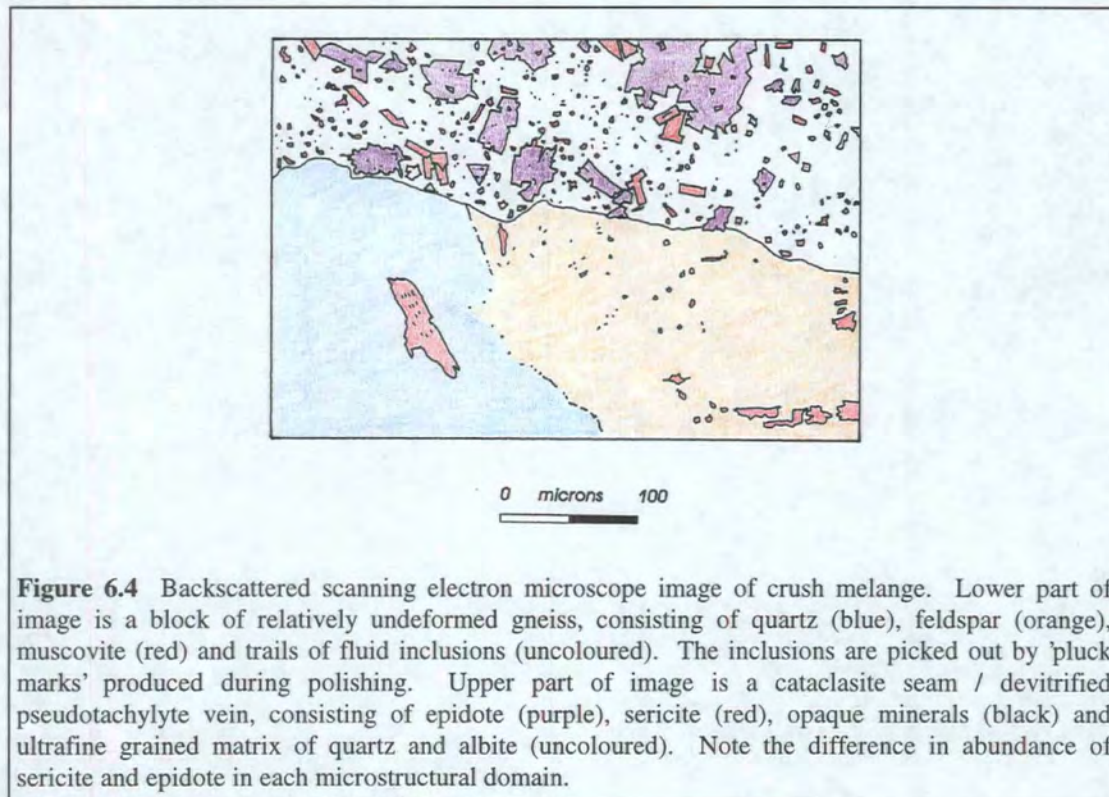 0 microns 100
Figure 6.4 Backscattered scanning electron microscope image of crush melange. Lower part of
image is a block of relatively undeformed gneiss, consisting of quartz (blue), feldspar (orange),
muscovite (red) and trails of fluid inclusions (uncoloured). The inclusions are picked out by 'pluck
marks' produced during polishing. Upper part of image is a cataclasite seam / devitrified
pseudotachylyte vein, consisting of epidote (purple), sericite (red), opaque minerals (black) and
ultrafine grained matrix of quartz and albite (uncoloured). Note the difference in abundance of
sericite and epidote in each microstructural domain.